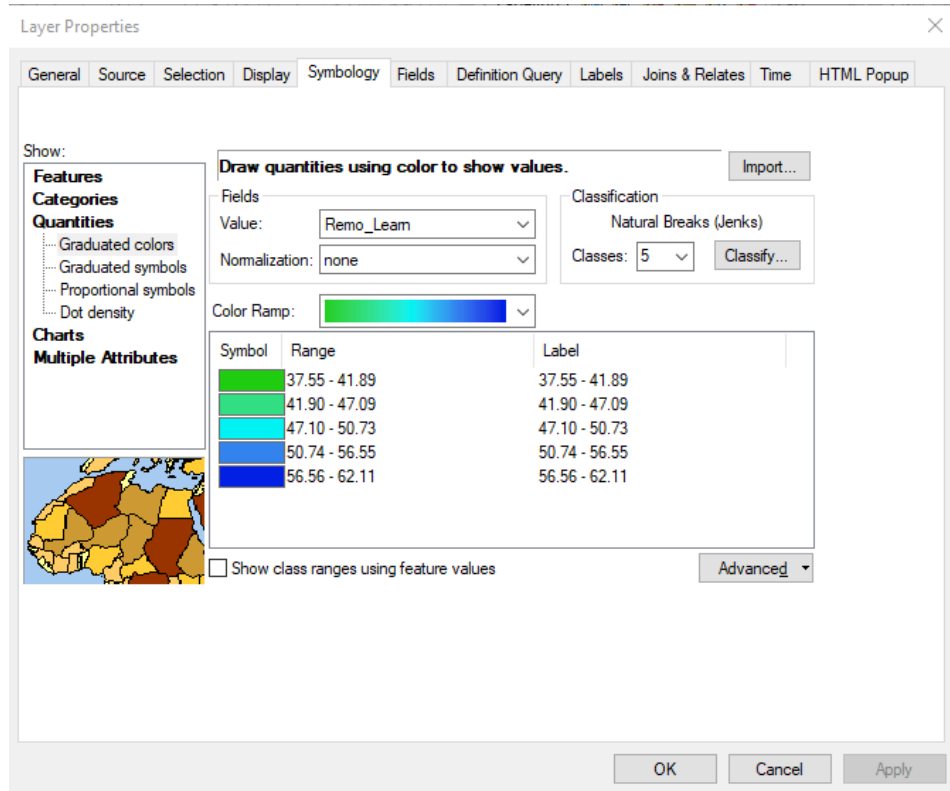 Layer Properties
General Source Selection Display Symbology Fields Definition Query Labels Joins & Relates Time HTML Popup
Show:
Features
Categories
Quantities
Graduated colors
Graduated symbols
Proportional symbols
Dot density
Charts
Multiple Attributes
Draw quantities using color to show values.
Import...
Fields
Value: Remo_Learn
Normalization: none
Classification
Natural Breaks (Jenks)
Classes: 5 Classify...
Color Ramp:
Symbol Range Label
37.55 - 41.89 37.55 - 41.89
41.90 - 47.09 41.90 - 47.09
47.10 - 50.73 47.10 - 50.73
50.74 - 56.55 50.74 - 56.55
56.56 - 62.11 56.56 - 62.11
Show class ranges using feature values
Advanced
OK Cancel Apply